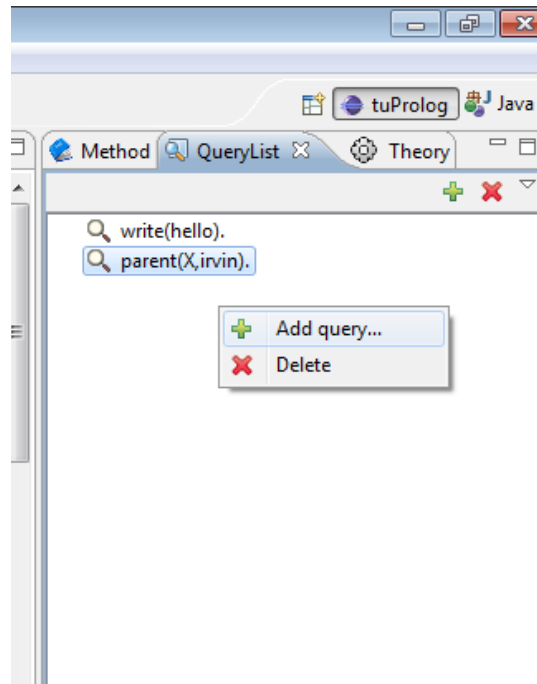 tuProlog Java
Method QueryList Theory
write(hello).
parent(X,irvin).
Add query...
Delete